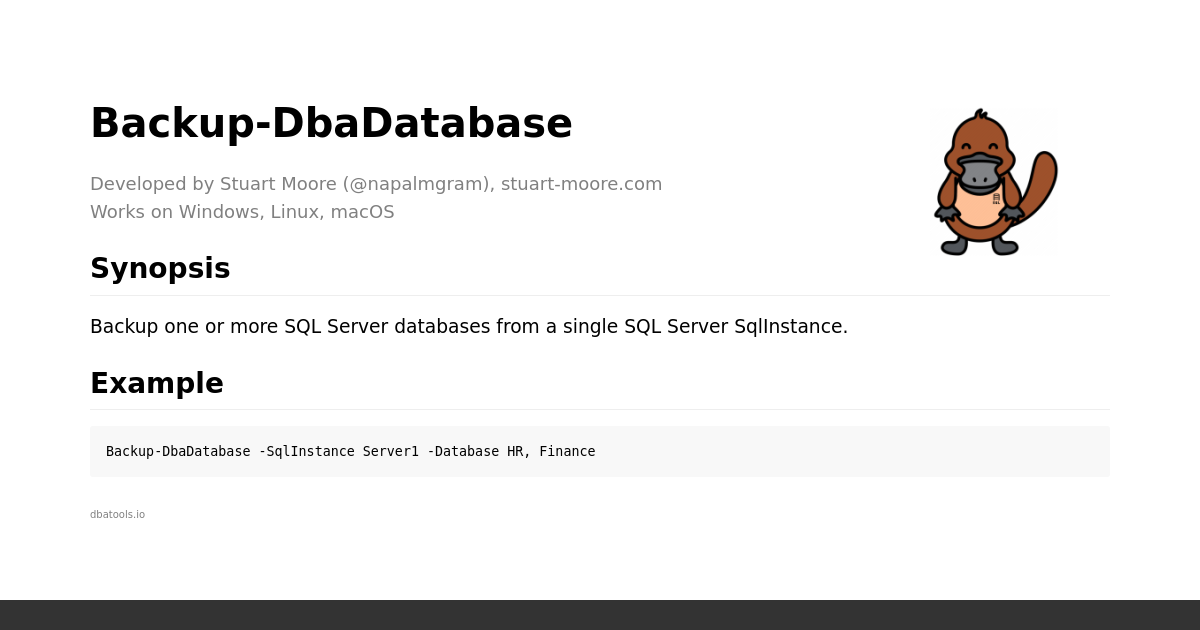 Backup-DbaDatabase
Developed by Stuart Moore (@napalmgram), stuart-moore.com
Works on Windows, Linux, macOS
Synopsis
Backup one or more SQL Server databases from a single SQL Server SqlInstance.
Example
Backup-DbaDatabase -SqlInstance Server1 -Database HR, Finance
dbatools.io